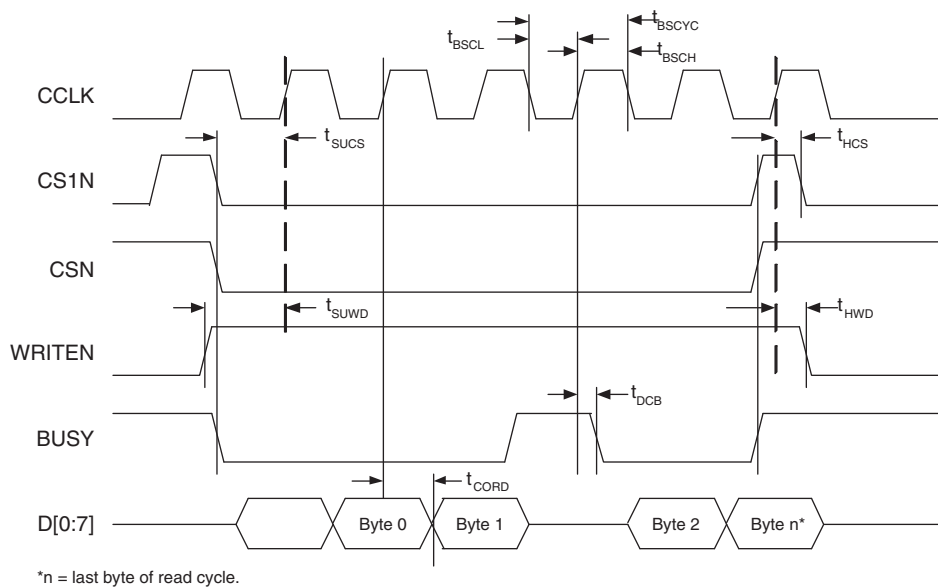 tBSCYC
tBSCL
tBSCH
CCLK
tSUCS
tHCS
CS1N
CSN
tSUWD
tHWD
WRITEN
tDCB
BUSY
tCORD
D[0:7]
Byte 0
Byte 1
Byte 2
Byte n*
*n = last byte of read cycle.